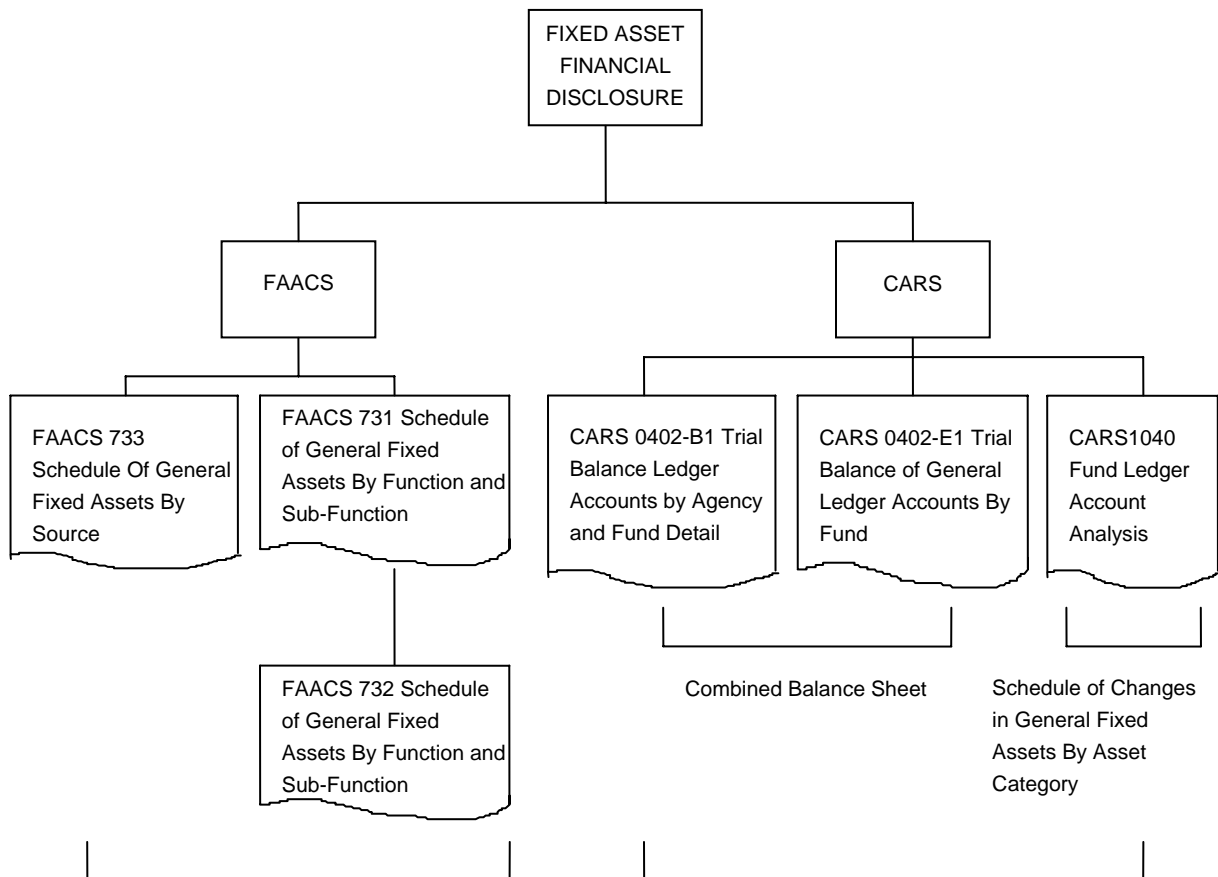 FIXED ASSET
FINANCIAL
DISCLOSURE
FAACS
CARS
FAACS 733
Schedule Of General
Fixed Assets By
Source
FAACS 731 Schedule
of General Fixed
Assets By Function and
Sub-Function
CARS 0402-B1 Trial
Balance Ledger
Accounts by Agency
and Fund Detail
CARS 0402-E1 Trial
Balance of General
Ledger Accounts By
Fund
CARS1040
Fund Ledger
Account
Analysis
FAACS 732 Schedule
of General Fixed
Assets By Function and
Sub-Function
Combined Balance Sheet
Schedule of Changes
in General Fixed
Assets By Asset
Category